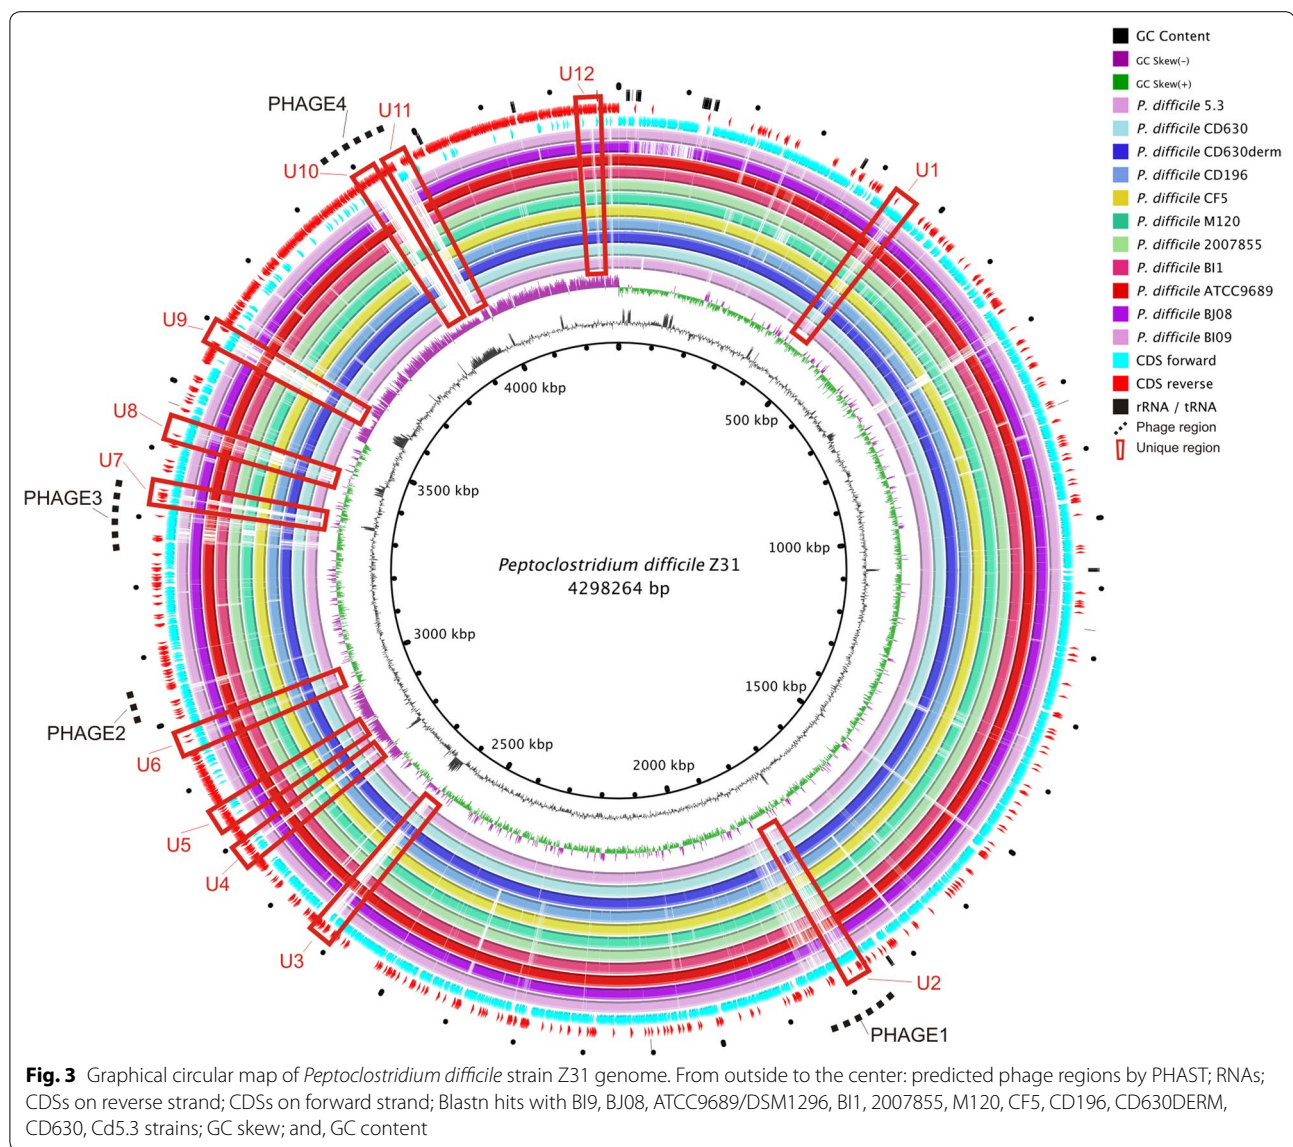 U12
PHAGE4
U11
U10
U1
U9
U8
U7
PHAGE3
PHAGE2
U6
U5
U4
U3
U2
PHAGE1
4000 kbp
500 kbp
3500 kbp
1000 kbp
Peptoclostridium difficile Z31
4298264 bp
3000 kbp
1500 kbp
2500 kbp
2000 kbp
0
GC Content
GC Skew(-)
GC Skew(+)
P. difficile 5.3
P. difficile CD630
P. difficile CD630derm
P. difficile CD196
P. difficile CF5
P. difficile M120
P. difficile 2007855
P. difficile BI1
P. difficile ATCC9689
P. difficile BJ08
P. difficile BI09
CDS forward
CDS reverse
rRNA / tRNA
Phage region
Unique region
Fig. 3 Graphical circular map of Peptoclostridium difficile strain Z31 genome. From outside to the center: predicted phage regions by PHAST; RNAs;
CDSs on reverse strand; CDSs on forward strand; Blastn hits with BI9, BJ08, ATCC9689/DSM1296, BI1, 2007855, M120, CF5, CD196, CD630DERM,
CD630, Cd5.3 strains; GC skew; and, GC content